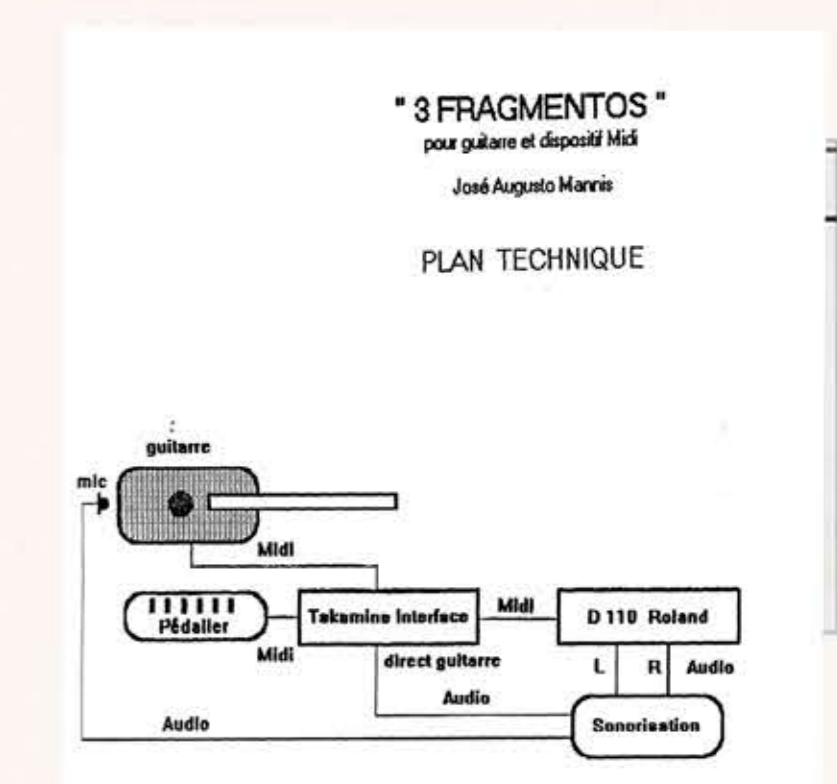 " 3 FRAGMENTOS "
pour guitarre et dispositif Midi
José Augusto Mannis
PLAN TECHNIQUE
guitarre
mic
Midi
Pédalier
Takamine Interface
Midi
D 110 Roland
Midi
direct guitarre
L
R
Audio
Audio
Audio
Sonorisation